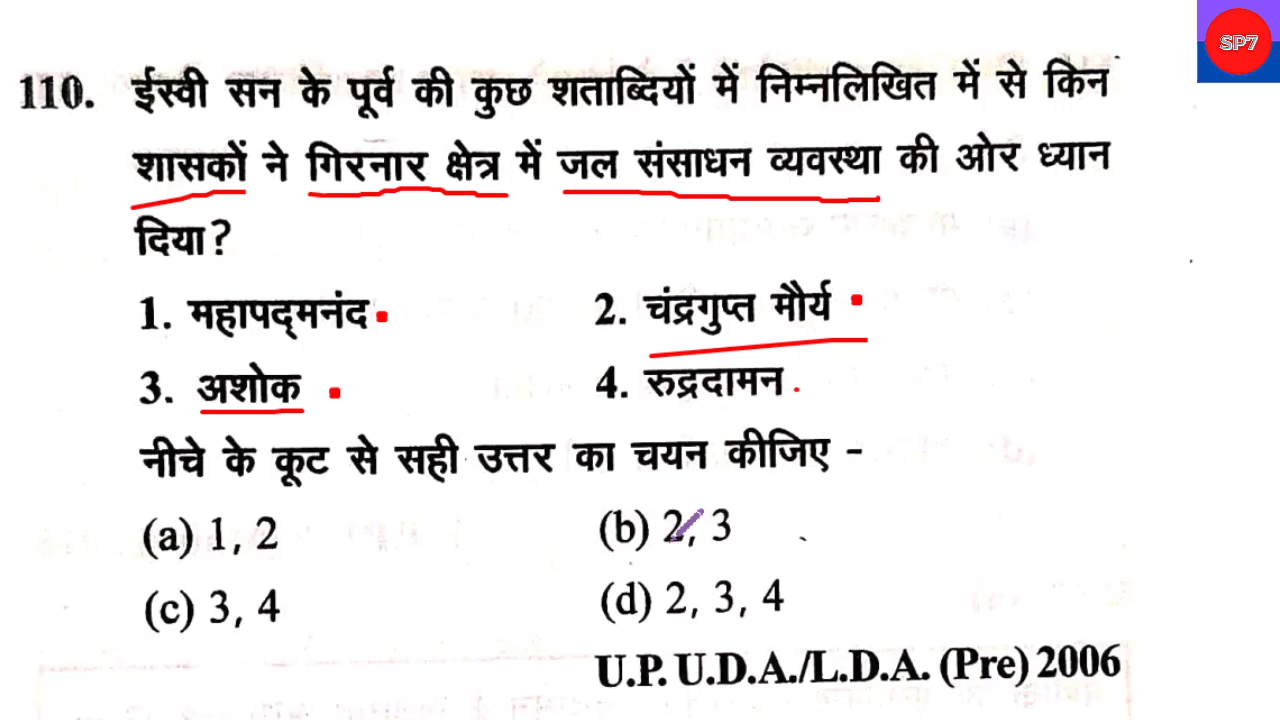 SP7
110. ईस्वी सन के पूर्व की कुछ शताब्दियों में निम्नलिखित में से किन
शासकों ने गिरनार क्षेत्र में जल संसाधन व्यवस्था की ओर ध्यान
दिया?
1. महापद्मनंद 2. चंद्रगुप्त मौर्य
3. अशोक 4. रुद्रदामन
नीचे के कूट से सही उत्तर का चयन कीजिए -
(a) 1, 2 (b) 2, 3
(c) 3, 4 (d) 2, 3, 4
U.P. U.D.A./L.D.A. (Pre) 2006